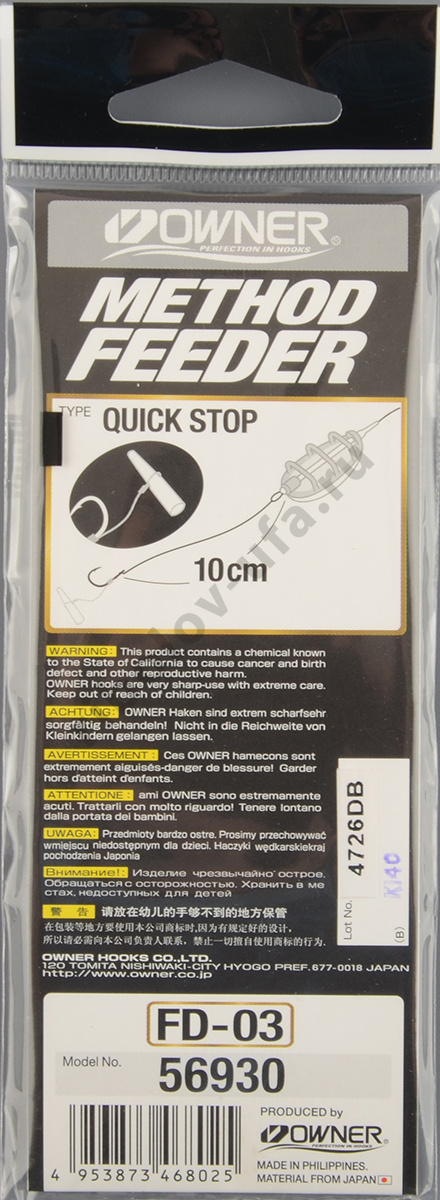 OWNER®
PERFECTION IN HOOKS
METHOD
FEEDER
TYPE QUICK STOP
10cm
WARNING: This product contains a chemical known
to the State of California to cause cancer and birth
defect and other reproductive harm.
OWNER hooks are very sharp-use with extreme care.
Keep out of reach of children.
ACHTUNG: OWNER Haken sind extrem scharfsehr
sorgfältig behandeln! Nicht in die Reichweite von
Kleinkindern gelangen lassen.
AVERTISSEMENT: Ces OWNER hamecons sont
extremement aiguisés-danger de blessure! Garder
hors d'atteint d'enfants.
ATTENTIONE: ami OWNER sono estremamente
acuti. Trattarli con molto riguardo! Tenere lontano
dalla portata dei bambini.
UWAGA: Przedmioty bardzo ostre. Prosimy przechowywać
wmiejscu niedostępnym dla dzieci. Haczyki wędkarskiekraj
pochodzenia Japonia
Внимание!: Изделие чрезвычайно острое.
Обращаться с осторожностью. Хранить в ме
стах, недоступных для детей
警 告 请放在幼儿的手够不到的地方保管
在包装等地方要使用本公司商标时,因为有规定好的设计,
所以请必需向本公司负责人联系, 禁止一切擅自使用商标的行为.
OWNER HOOKS CO.,LTD.
120 TOMITA NISHIWAKI-CITY HYOGO PREF.677-0018 JAPAN
http://www.owner.co.jp
Lot No. 4726DB
(B) K140
FD-03
Model No. 56930
4 953873 468025
PRODUCED by
OWNER®
PERFECTION IN HOOKS
MADE IN PHILIPPINES.
MATERIAL FROM JAPAN